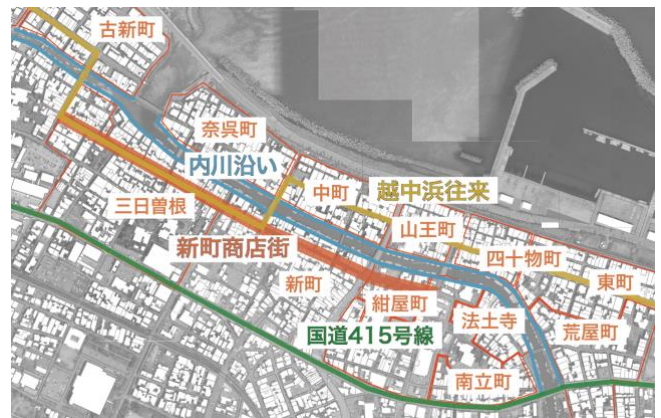 古新町
奈呉町
内川沿い
中町
越中浜往来
三日曽根
山王町
新町商店街
四十物町
新町
紺屋町
東町
国道415号線
法土寺
荒屋町
南立町